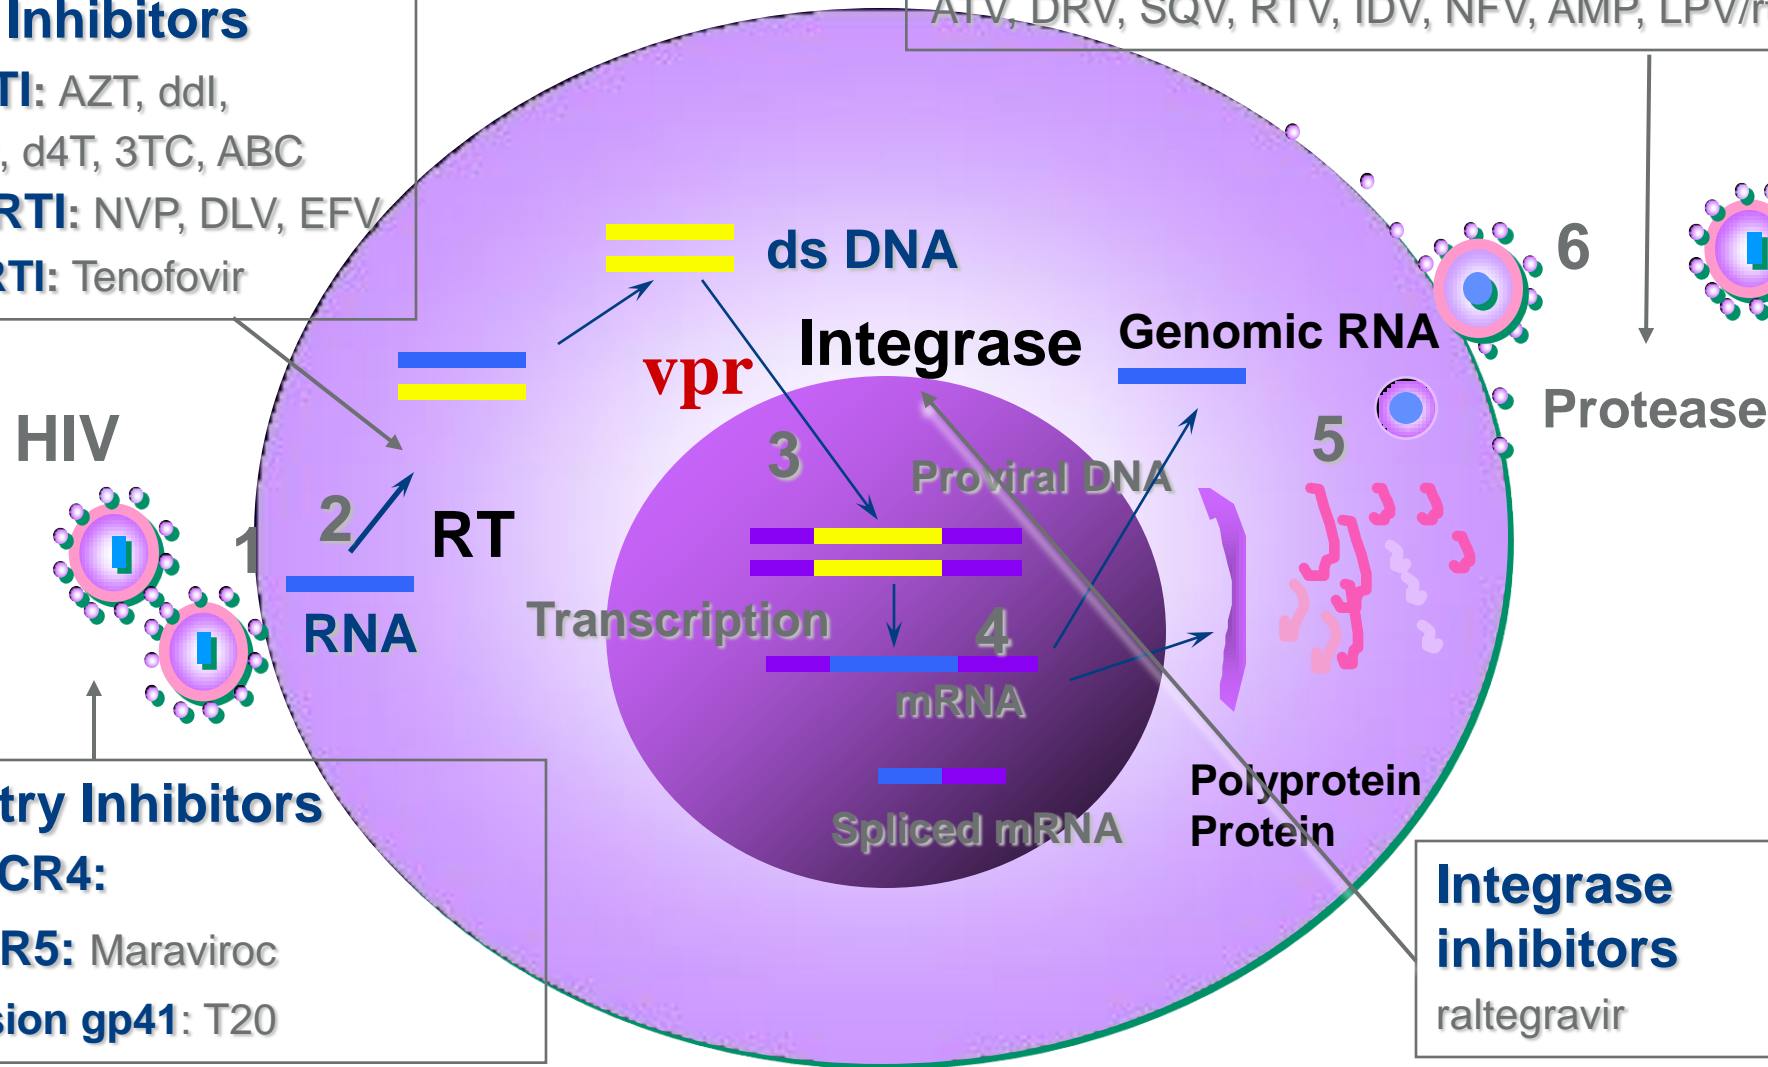 Inhibitors
TI: AZT, ddI,
, d4T, 3TC, ABC
RTI: NVP, DLV, EFV
RTI: Tenofovir
ATV, DRV, SQV, RTV, IDV, NFV, AMP, LPV/r
ds DNA
Integrase
Genomic RNA
6
vpr
Protease
HIV
3
5
Proviral DNA
2
RT
1
RNA
Transcription
4
mRNA
Polyprotein
Protein
Spliced mRNA
try Inhibitors
CR4:
R5: Maraviroc
sion gp41: T20
Integrase
inhibitors
raltegravir